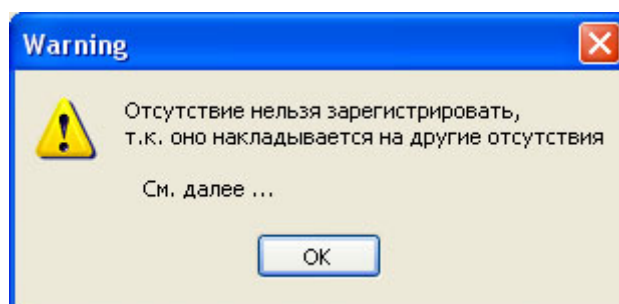 Warning
Отсутствие нельзя зарегистрировать,
т.к. оно накладывается на другие отсутствия
См. далее ...
OK